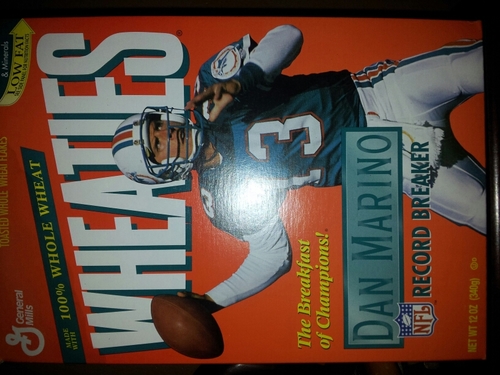 & Minerals
LOW FAT
TOASTED WHOLE WHEAT FLAKES
MADE WITH
100% WHOLE WHEAT
General
Mills
WHEATIES
13
The Breakfast
of Champions!
DAN MARINO
NFL
RECORD BREAKER
NET WT 12 OZ (340g)